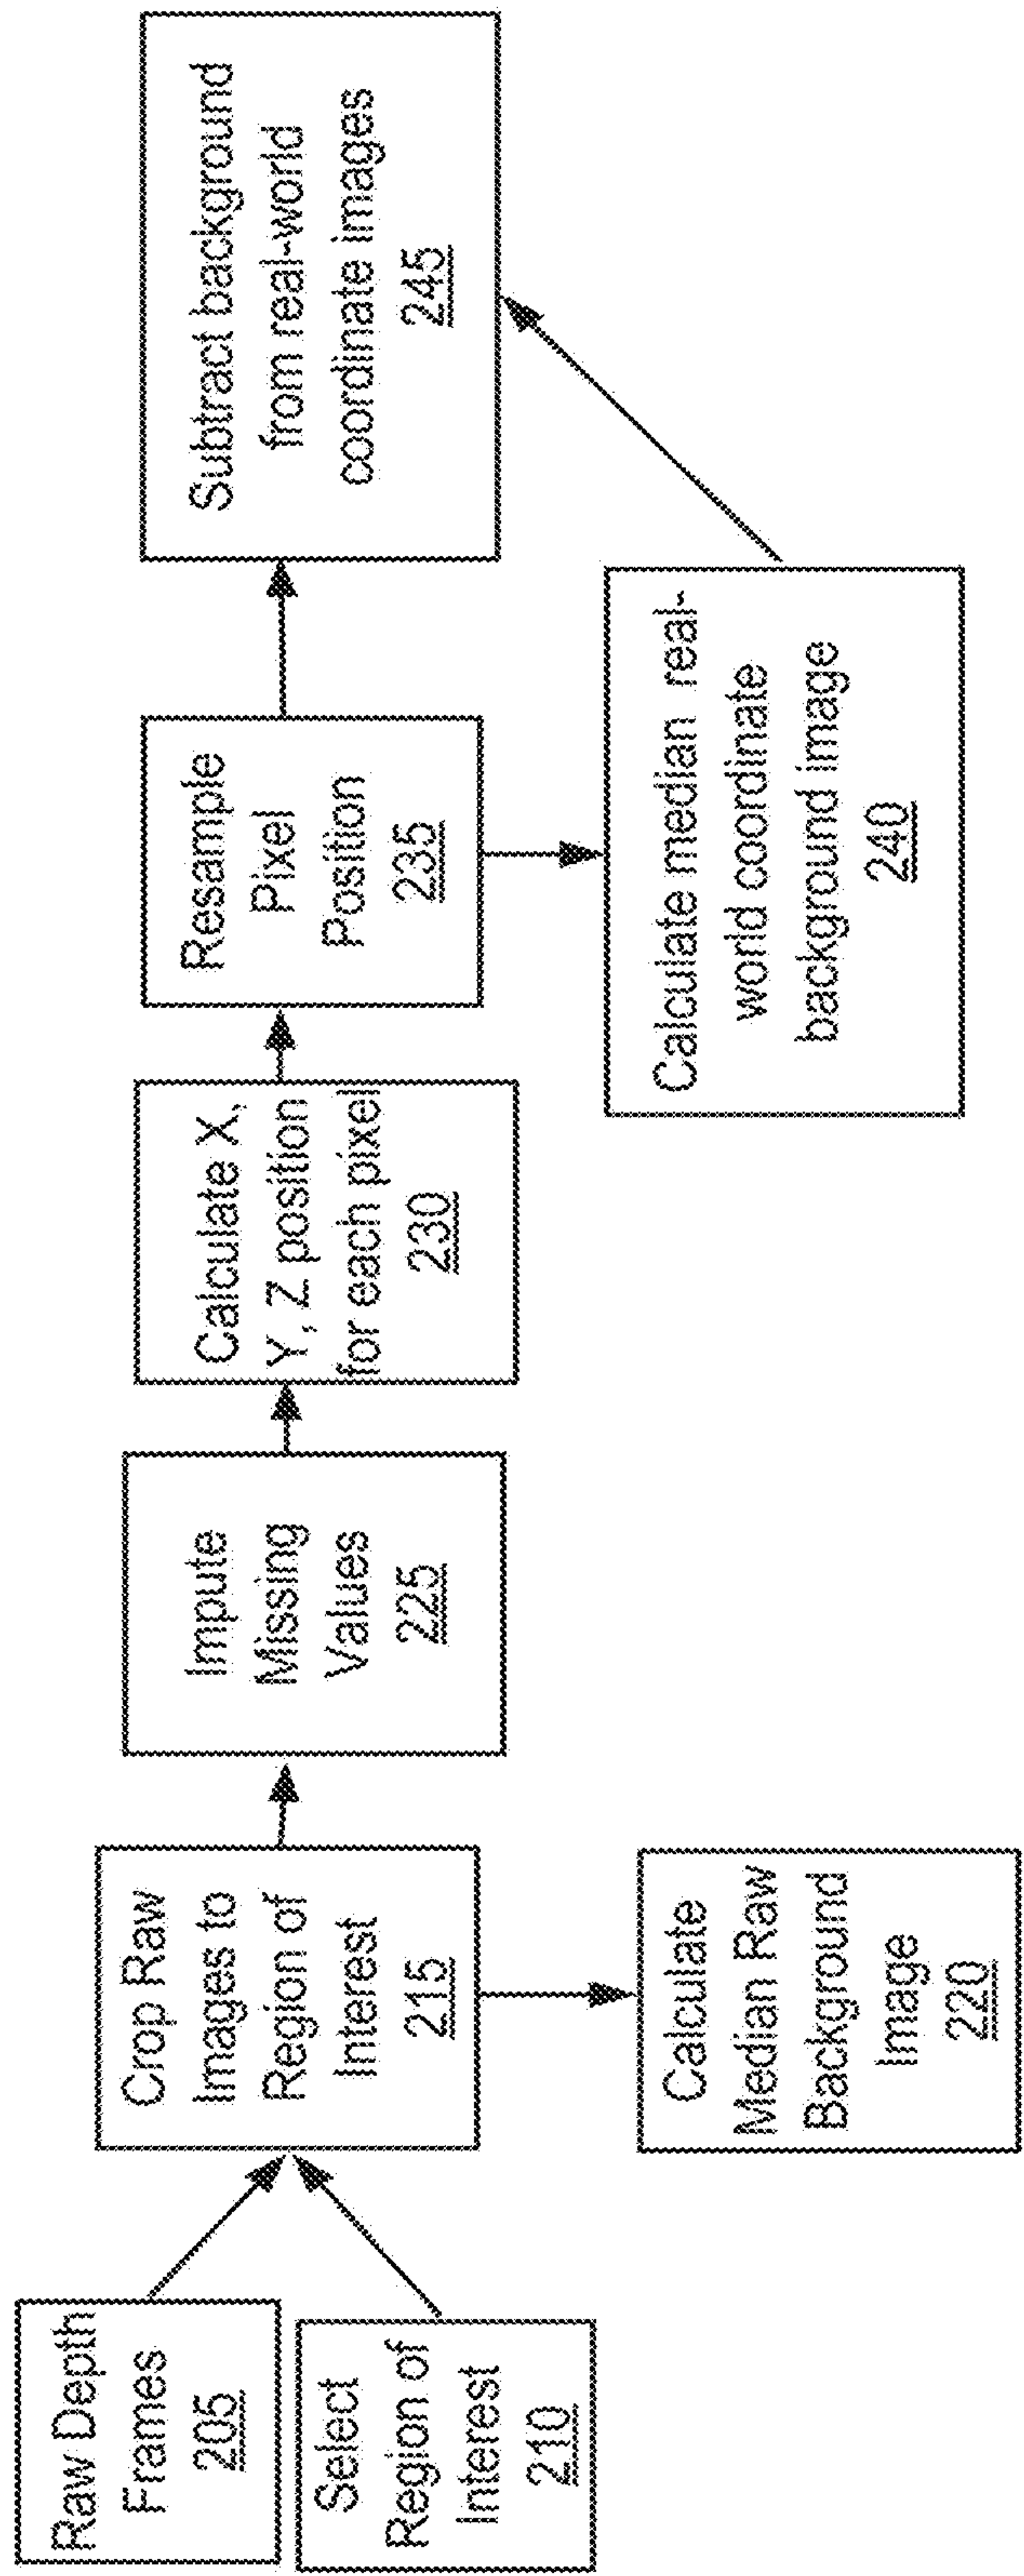 Raw Depth
Frames
205
Select
Region of
Interest
210
Crop Raw
Images to
Region of
Interest
215
Calculate
Median Raw
Background
Image
220
Impute
Missing
Values
225
Calculate X,
Y, Z position
for each pixel
230
Resample
Pixel
Position
235
Calculate median real-
world coordinate
background image
240
Subtract background
from real-world
coordinate images
245